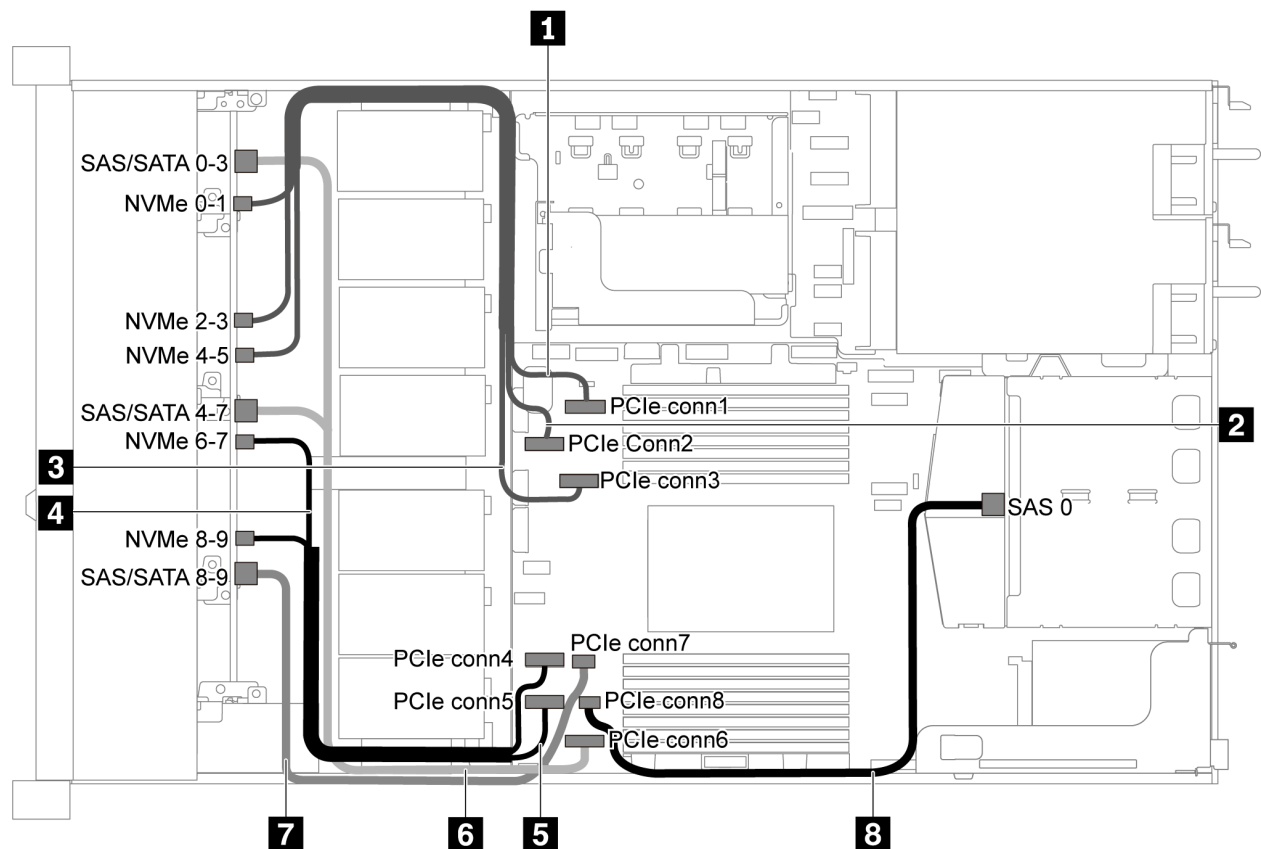 1
SAS/SATA 0-3
NVMe 0-1
NVMe 2-3
NVMe 4-5
PCIe conn1
SAS/SATA 4-7
2
PCIe Conn2
NVMe 6-7
3
PCIe conn3
4
SAS 0
NVMe 8-9
SAS/SATA 8-9
PCIe conn7
PCIe conn4
PCIe conn5
PCIe conn8
PCIe conn6
7
6
5
8